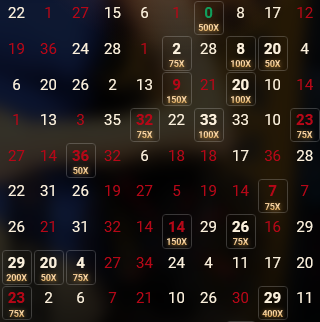 22 1 27 15 6 1 0 8 17 12
500X
19 36 24 28 1 2 28 8 20 4
75X 100X 50X
6 20 26 2 13 9 21 20 10 14
150X 100X
1 13 3 35 32 22 33 33 10 23
75X 100X 75X
27 14 36 32 6 18 18 17 36 28
50X
22 31 26 19 27 5 19 14 7 7
75X
26 21 31 32 14 14 29 26 16 29
150X 75X
29 20 4 27 34 24 4 11 17 20
200X 50X 75X
23 2 6 7 21 10 26 30 29 11
75X 400X